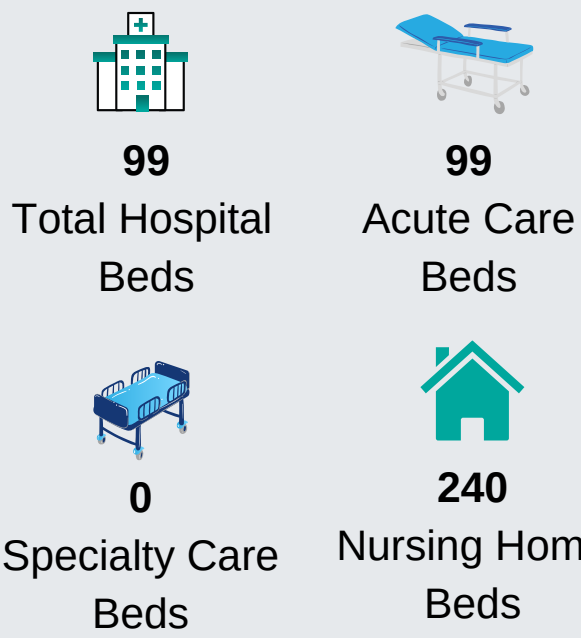 99
Total Hospital
Beds
99
Acute Care
Beds
0
Specialty Care
Beds
240
Nursing Hom
Beds